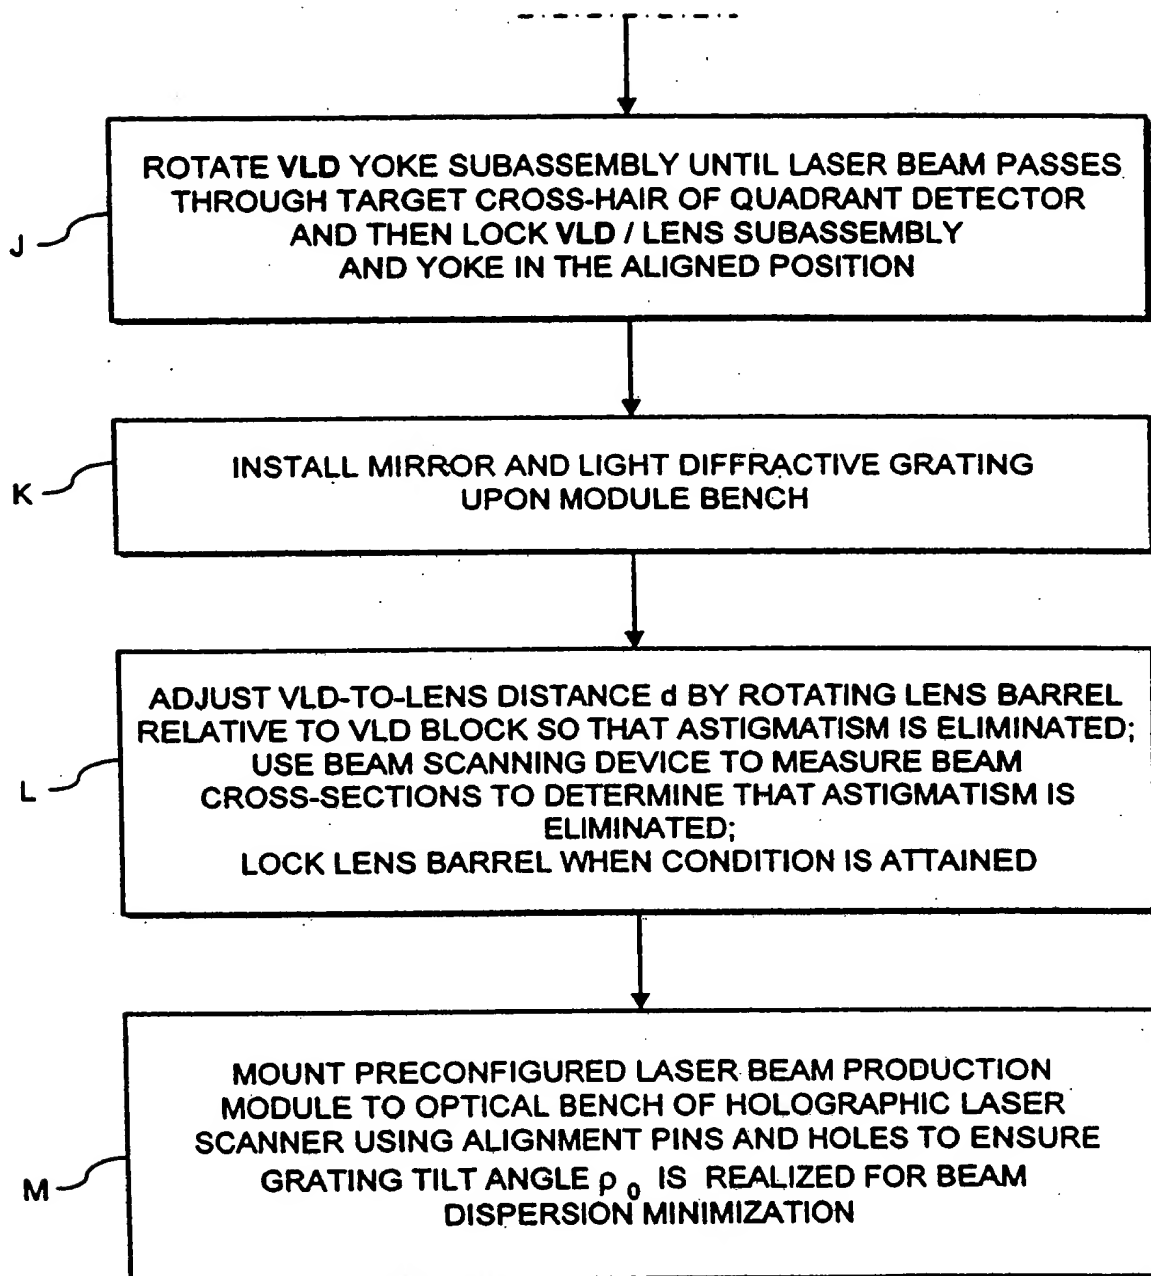 J
ROTATE VLD YOKE SUBASSEMBLY UNTIL LASER BEAM PASSES
THROUGH TARGET CROSS-HAIR OF QUADRANT DETECTOR
AND THEN LOCK VLD / LENS SUBASSEMBLY
AND YOKE IN THE ALIGNED POSITION
K
INSTALL MIRROR AND LIGHT DIFFRACTIVE GRATING
UPON MODULE BENCH
L
ADJUST VLD-TO-LENS DISTANCE d BY ROTATING LENS BARREL
RELATIVE TO VLD BLOCK SO THAT ASTIGMATISM IS ELIMINATED;
USE BEAM SCANNING DEVICE TO MEASURE BEAM
CROSS-SECTIONS TO DETERMINE THAT ASTIGMATISM IS
ELIMINATED;
LOCK LENS BARREL WHEN CONDITION IS ATTAINED
M
MOUNT PRECONFIGURED LASER BEAM PRODUCTION
MODULE TO OPTICAL BENCH OF HOLOGRAPHIC LASER
SCANNER USING ALIGNMENT PINS AND HOLES TO ENSURE
GRATING TILT ANGLE ρ₀ IS REALIZED FOR BEAM
DISPERSION MINIMIZATION